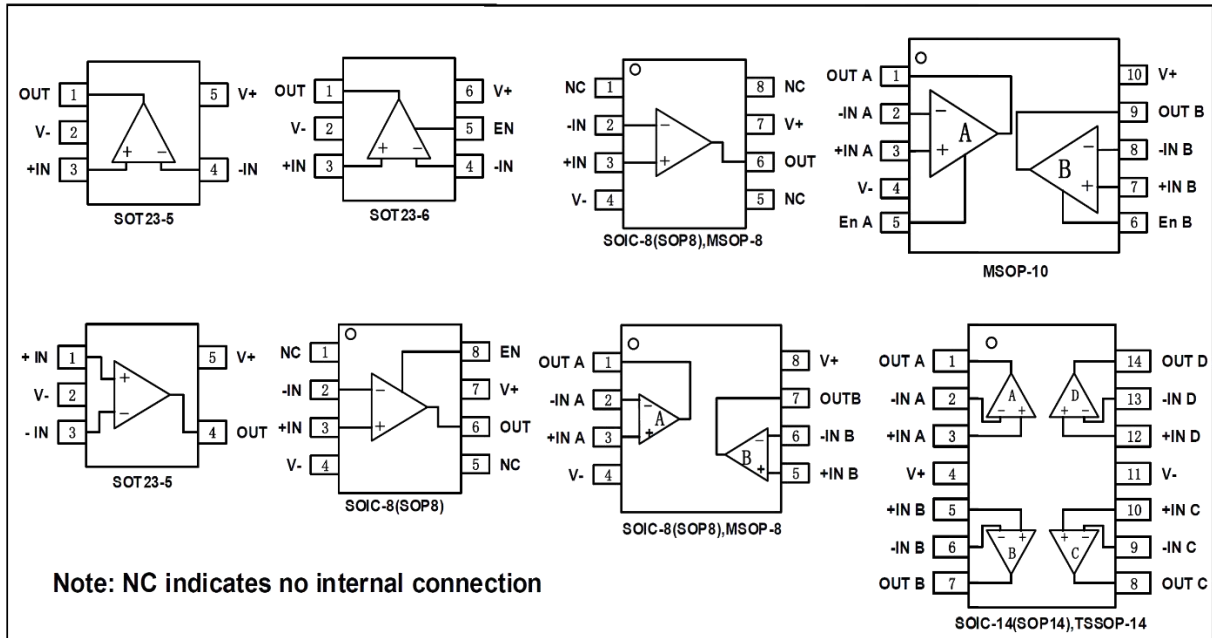 OUT 1 5 V+
V- 2
+IN 3 4 -IN
+ −
SOT23-5
OUT 1 6 V+
V- 2 5 EN
+IN 3 4 -IN
+ −
SOT23-6
NC 1 8 NC
-IN 2 − 7 V+
+IN 3 + 6 OUT
V- 4 5 NC
SOIC-8(SOP8),MSOP-8
OUT A 1 10 V+
-IN A 2 − A 9 OUT B
+IN A 3 + − 8 -IN B
V- 4 B + 7 +IN B
En A 5 6 En B
MSOP-10
+ IN 1 + 5 V+
V- 2
- IN 3 − 4 OUT
SOT23-5
NC 1 8 EN
-IN 2 − 7 V+
+IN 3 + 6 OUT
V- 4 5 NC
SOIC-8(SOP8)
OUT A 1 8 V+
-IN A 2 − A 7 OUTB
+IN A 3 + − 6 -IN B
V- 4 B + 5 +IN B
SOIC-8(SOP8),MSOP-8
OUT A 1 14 OUT D
-IN A 2 A D 13 -IN D
− + + −
+IN A 3 12 +IN D
V+ 4 11 V-
+IN B 5 10 +IN C
− + + −
-IN B 6 B C 9 -IN C
OUT B 7 8 OUT C
SOIC-14(SOP14),TSSOP-14
Note: NC indicates no internal connection